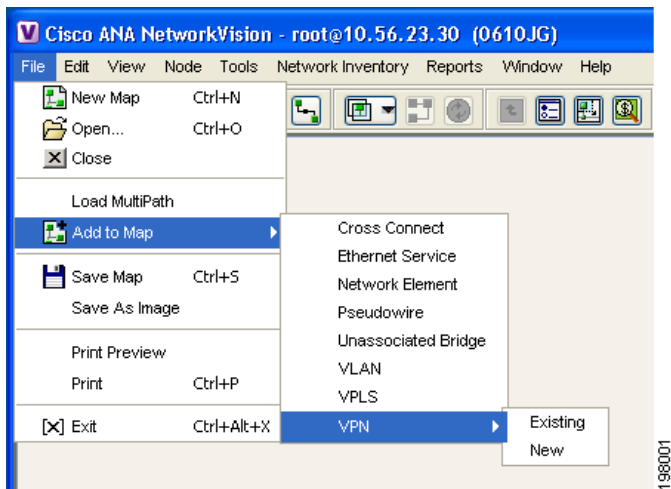 Cisco ANA NetworkVision - root@10.56.23.30 (0610JG)
File Edit View Node Tools Network Inventory Reports Window Help
New Map Ctrl+N
Open... Ctrl+O
Close
Load MultiPath
Add to Map
Save Map Ctrl+S
Save As Image
Print Preview
Print Ctrl+P
Exit Ctrl+Alt+X
Cross Connect
Ethernet Service
Network Element
Pseudowire
Unassociated Bridge
VLAN
VPLS
VPN
Existing
New
198001